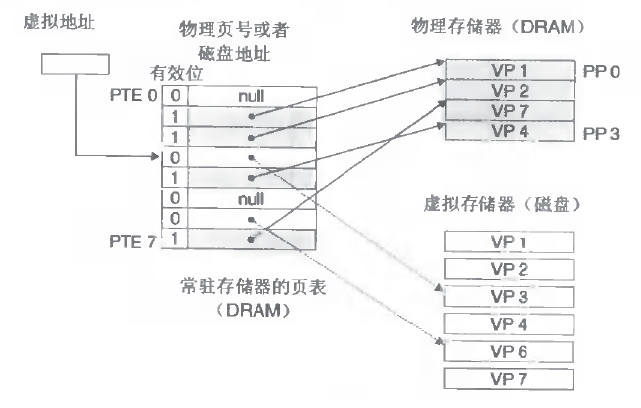 虚拟地址
物理页号或者
磁盘地址
有效位
PTE 0 0 null
1
1
0
1
0 null
0
PTE 7 1
常驻存储器的页表
（DRAM）
物理存储器（DRAM）
VP 1 PP 0
VP 2
VP 7
VP 4 PP 3
虚拟存储器（磁盘）
VP 1
VP 2
VP 3
VP 4
VP 6
VP 7